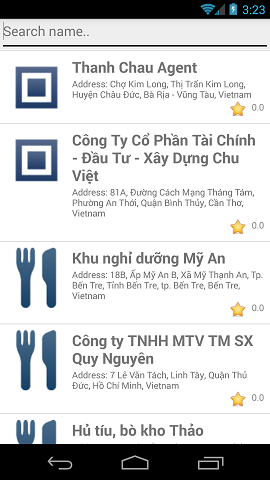 3:23
Search name..
Thanh Chau Agent
Address: Chợ Kim Long, Thị Trấn Kim Long,
Huyện Châu Đức, Bà Rịa - Vũng Tàu, Vietnam
0.0
Công Ty Cổ Phần Tài Chính
- Đầu Tư - Xây Dựng Chu
Việt
Address: 81A, Đường Cách Mạng Tháng Tám,
Phường An Thới, Quận Bình Thủy, Cần Thơ,
Vietnam
0.0
Khu nghỉ dưỡng Mỹ An
Address: 18B, Ấp Mỹ An B, Xã Mỹ Thạnh An, Tp.
Bến Tre, Tỉnh Bến Tre, tp. Bến Tre, Bến Tre,
Vietnam
0.0
Công ty TNHH MTV TM SX
Quy Nguyên
Address: 7 Lê Văn Tách, Linh Tây, Quận Thủ
Đức, Hồ Chí Minh, Vietnam
0.0
Hủ tíu, bò kho Thảo